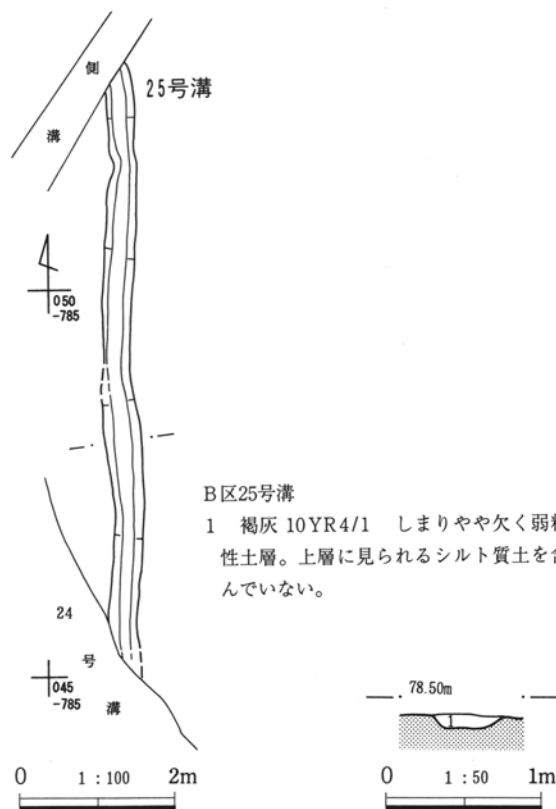 側
溝
25号溝
050
-785
B区25号溝
1 褐灰 10YR4/1 しまりやや欠く弱粘
性土層。上層に見られるシルト質土を含
んでいない。
24
号
溝
045
-785
78.50m
1
0 1:100 2m
0 1:50 1m